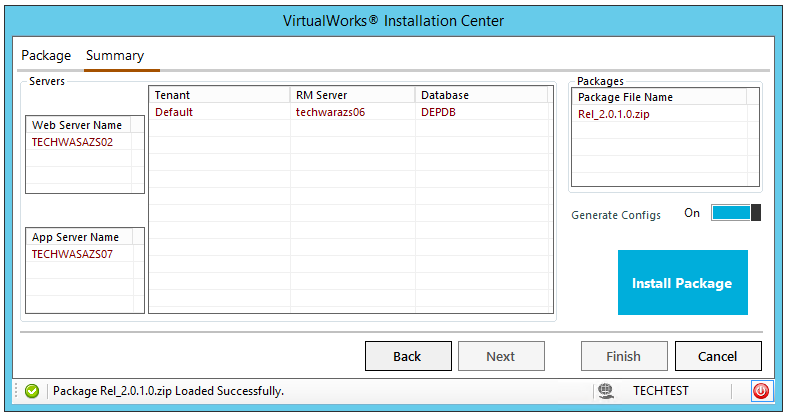 VirtualWorks® Installation Center
Package Summary
Servers
Web Server Name
TECHWASAZS02
App Server Name
TECHWASAZS07
Tenant RM Server Database
Default techwarazs06 DEPDB
Packages
Package File Name
Rel_2.0.1.0.zip
Generate Configs On
Install Package
Back Next Finish Cancel
Package Rel_2.0.1.0.zip Loaded Successfully. TECHTEST